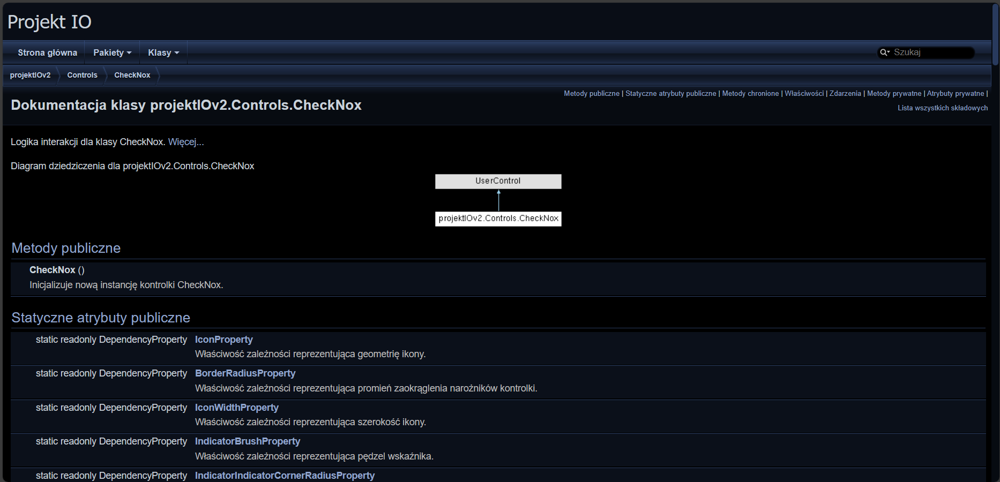 Projekt IO
Strona główna Pakiety Klasy Szukaj
projektIOv2 Controls CheckNox
Metody publiczne | Statyczne atrybuty publiczne | Metody chronione | Właściwości | Zdarzenia | Metody prywatne | Atrybuty prywatne |
Lista wszystkich składowych
Dokumentacja klasy projektIOv2.Controls.CheckNox
Logika interakcji dla klasy CheckNox. Więcej...
Diagram dziedziczenia dla projektIOv2.Controls.CheckNox
UserControl
projektIOv2.Controls.CheckNox
Metody publiczne
CheckNox ()
Inicjalizuje nową instancję kontrolki CheckNox.
Statyczne atrybuty publiczne
static readonly DependencyProperty IconProperty
Właściwość zależności reprezentująca geometrię ikony.
static readonly DependencyProperty BorderRadiusProperty
Właściwość zależności reprezentująca promień zaokrąglenia narożników kontrolki.
static readonly DependencyProperty IconWidthProperty
Właściwość zależności reprezentująca szerokość ikony.
static readonly DependencyProperty IndicatorBrushProperty
Właściwość zależności reprezentująca pędzel wskaźnika.
static readonly DependencyProperty IndicatorIndicatorCornerRadiusProperty